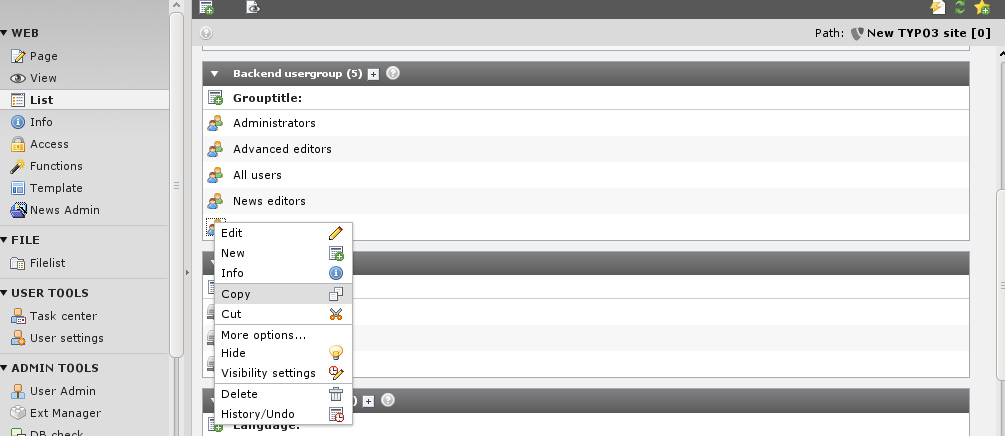 WEB
Page
View
List
Info
Access
Functions
Template
News Admin
FILE
Filelist
USER TOOLS
Task center
User settings
ADMIN TOOLS
User Admin
Ext Manager
DB check
Path: New TYPO3 site [0]
Backend usergroup (5)
Grouptitle:
Administrators
Advanced editors
All users
News editors
Edit
New
Info
Copy
Cut
More options...
Hide
Visibility settings
Delete
History/Undo
)
Language: